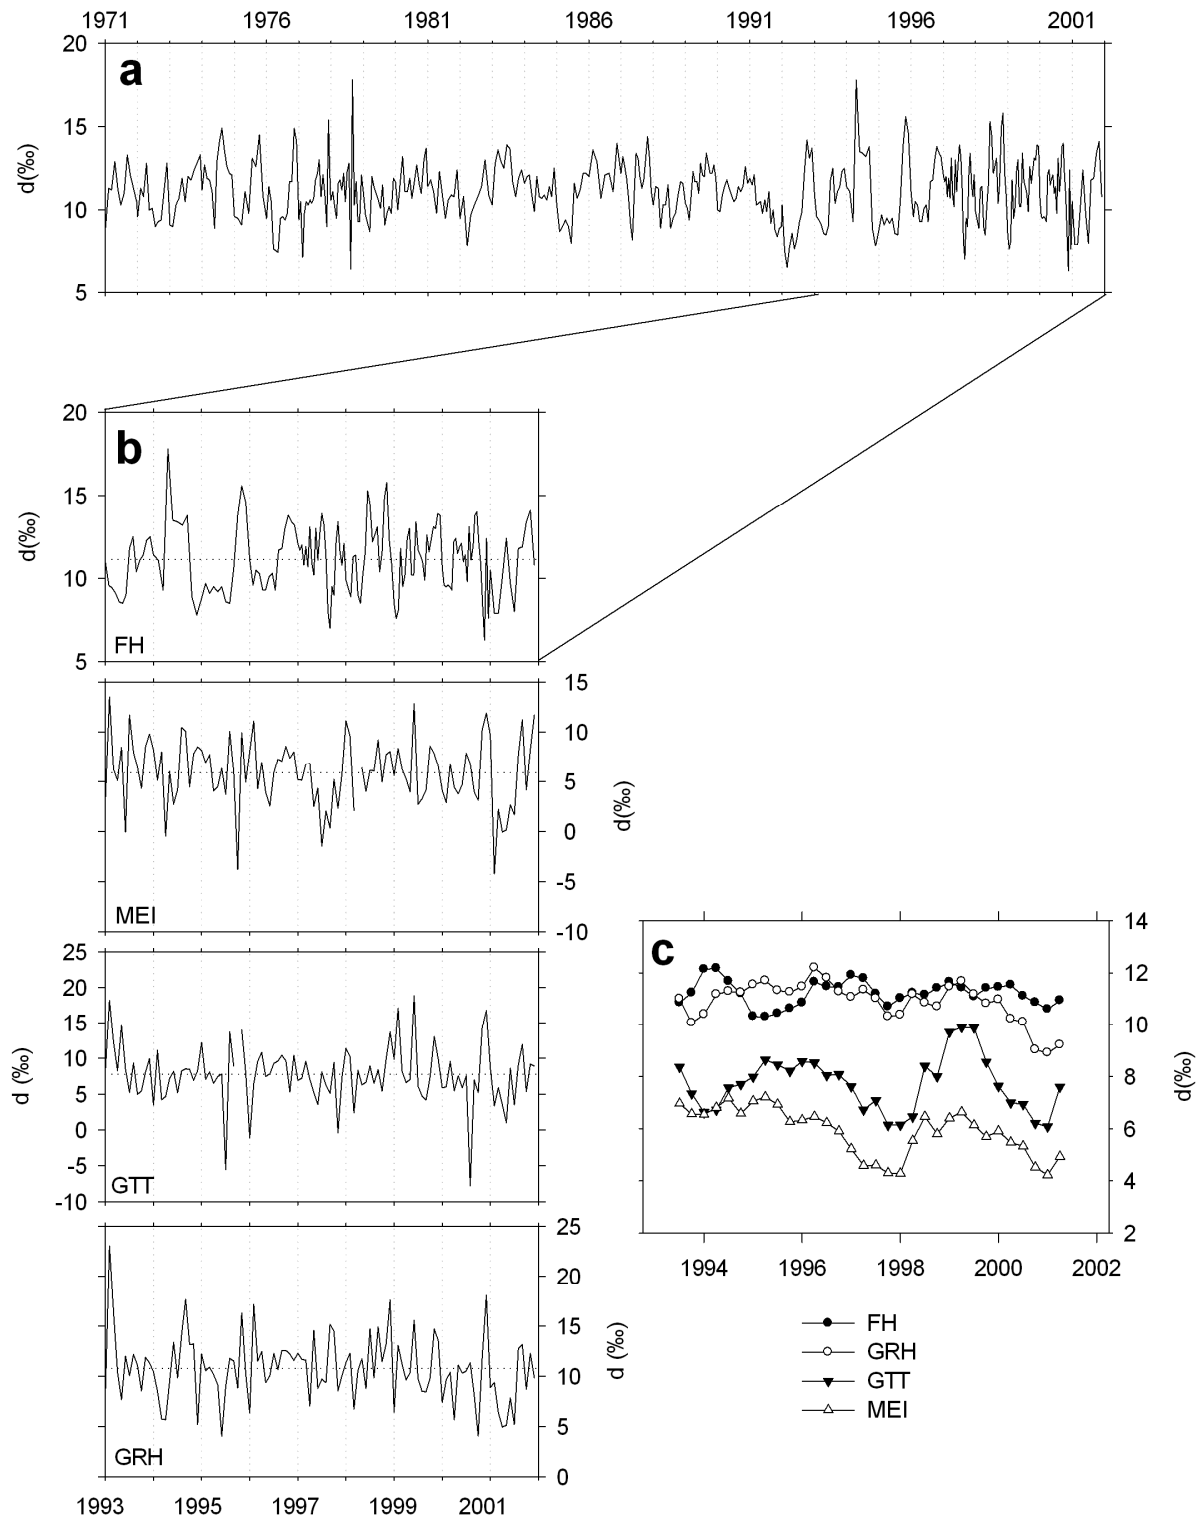 1971 1976 1981 1986 1991 1996 2001
20
a
15
d(‰)
10
5
20
b
15
d(‰)
10
FH
5
15
10
5
d(‰)
0
-5
MEI
-10
25
20
15
10
d (‰)
5
0
-5
GTT
-10
25
20
15
d (‰)
10
5
GRH
0
1993 1995 1997 1999 2001
14
c
12
10
d(‰)
8
6
4
2
1994 1996 1998 2000 2002
FH
GRH
GTT
MEI